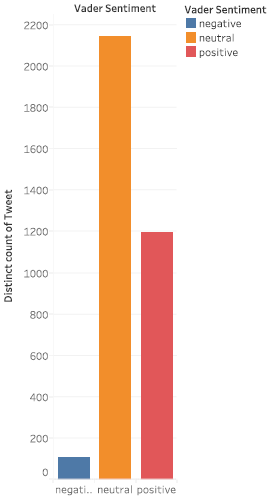 Vader Sentiment
Vader Sentiment
negative
neutral
positive
2200
2000
1800
1600
1400
1200
1000
800
600
400
200
0
Distinct count of Tweet
negati.. neutral positive